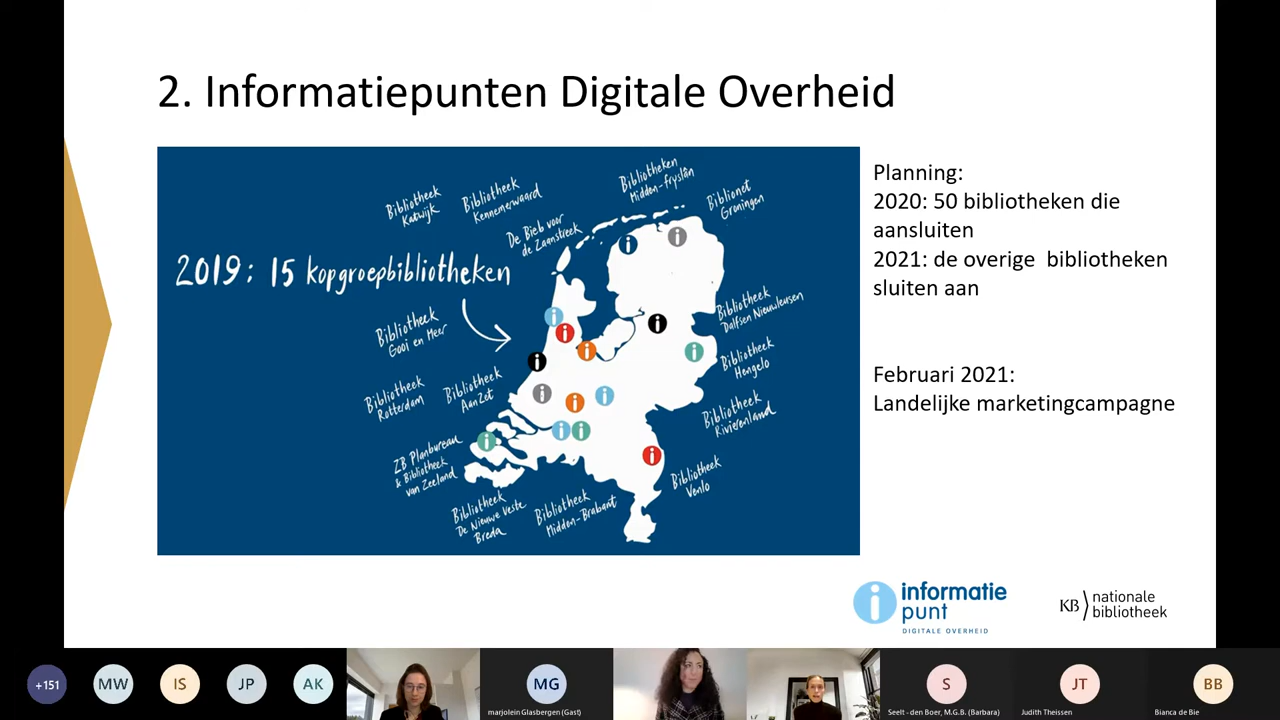 2. Informatiepunten Digitale Overheid
Bibliotheek
Katwijk
Bibliotheek
Kennemerwaard
De Bieb voor
de Zaanstreek
Bibliotheken
Midden-Fryslân
Biblionet
Groningen
2019: 15 kopgroepbibliotheken
Bibliotheek
Gooi en Meer
Bibliotheek
Rotterdam
Bibliotheek
AanZet
ZB Planbureau
& Bibliotheek
van Zeeland
Bibliotheek
De Nieuwe Veste
Breda
Bibliotheek
Midden-Brabant
Bibliotheek
Dalfsen Nieuwleusen
Bibliotheek
Hengelo
Bibliotheek
Rivierenland
Bibliotheek
Venlo
Planning:
2020: 50 bibliotheken die
aansluiten
2021: de overige bibliotheken
sluiten aan
Februari 2021:
Landelijke marketingcampagne
informatie
punt
DIGITALE OVERHEID
KB nationale
bibliotheek
+151
MW
IS
JP
AK
MG
marjolein Glasbergen (Gast)
S
Seelt - den Boer, M.G.B. (Barbara)
JT
Judith Theissen
BB
Bianca de Bie